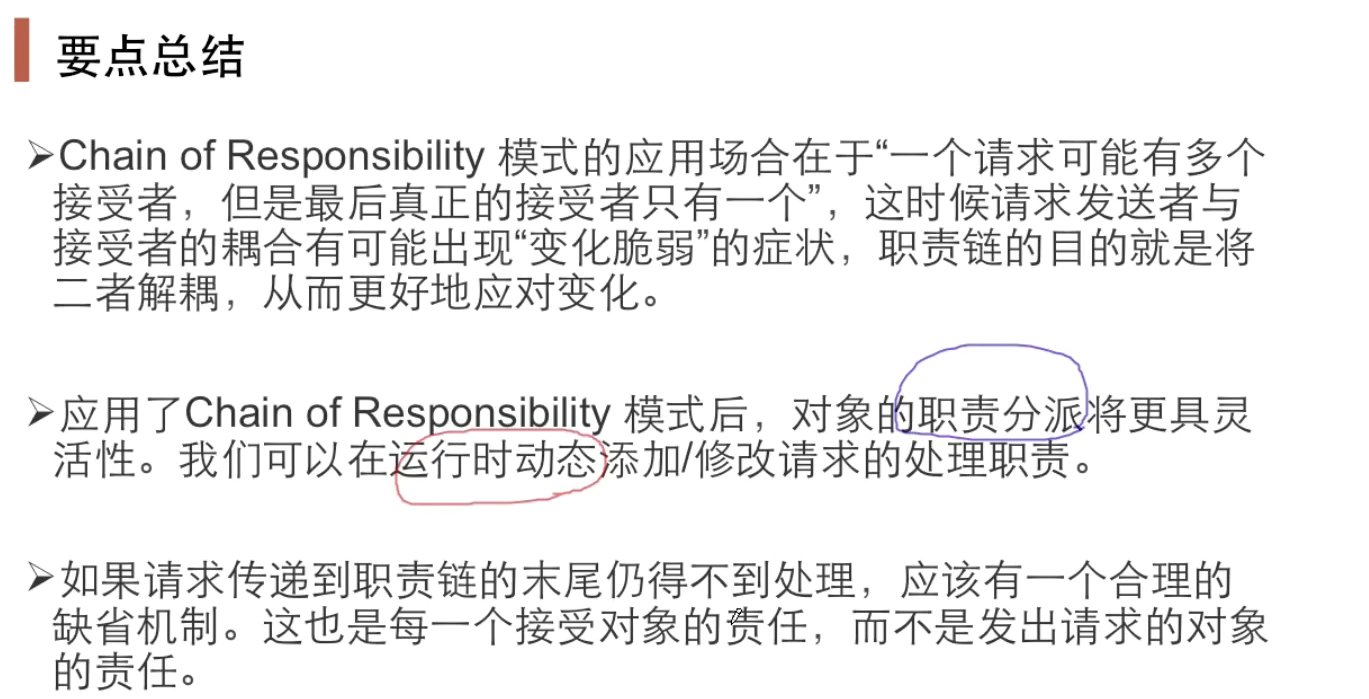 要点总结
➢Chain of Responsibility 模式的应用场合在于“一个请求可能有多个
接受者，但是最后真正的接受者只有一个”，这时候请求发送者与
接受者的耦合有可能出现“变化脆弱”的症状，职责链的目的就是将
二者解耦，从而更好地应对变化。
➢应用了Chain of Responsibility 模式后，对象的职责分派将更具灵
活性。我们可以在运行时动态添加/修改请求的处理职责。
➢如果请求传递到职责链的末尾仍得不到处理，应该有一个合理的
缺省机制。这也是每一个接受对象的责任，而不是发出请求的对象
的责任。